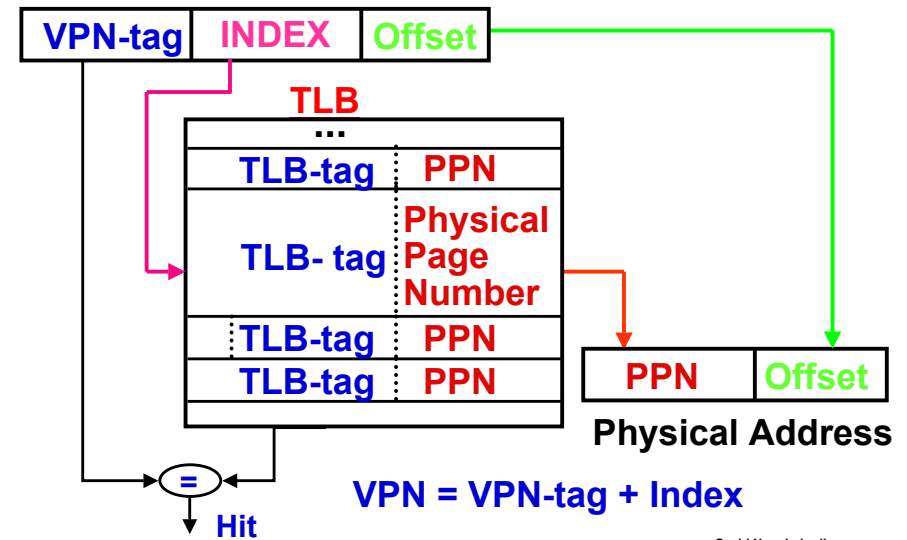 VPN-tag INDEX Offset
TLB
...
TLB-tag PPN
TLB- tag Physical
Page
Number
TLB-tag PPN
TLB-tag PPN
PPN Offset
Physical Address
=
Hit
VPN = VPN-tag + Index